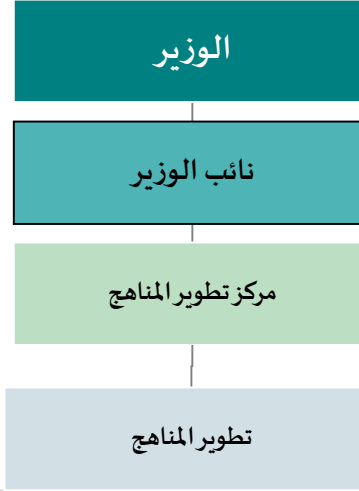 الوزير
نائب الوزير
مركز تطوير المناهج
تطوير المناهج